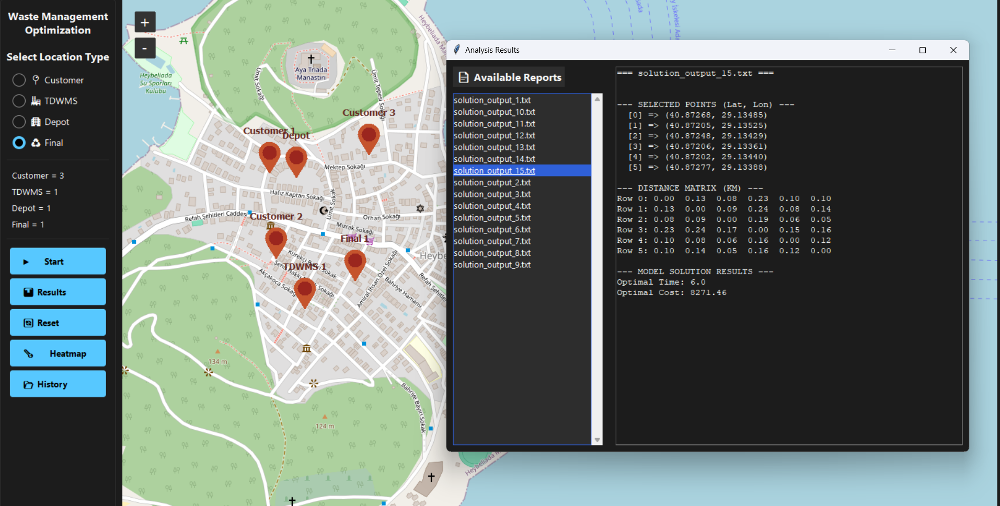 Waste Management
Optimization
Select Location Type
Customer
TDWMS
Depot
Final
Customer = 3
TDWMS = 1
Depot = 1
Final = 1
Start
Results
Reset
Heatmap
History
+
-
Heybeliada
Su Sporları
Kulübü
Aya Triada
Manastırı
Ümit Sokağı
Ümit Tepesi Sokağı
Customer 3
Customer 1
Depot
Mektep Sokağı
Hafız Kaptan Sokağı
Ümit Sokak
Refah Şehitleri Caddesi
Customer 2
Orhan Sokağı
Mızrak Sokağı
Final 1
TDWMS 1
Akçakoca Sokağı
Amiral İhsan Özel Sokağı
Bahriye Hamamı
Refah Şehitler
Heybe
134 m
124 m
Bahriye Bayırı Sokak
Heybeliada M
Heybeliada Ma
iada
y İskelesi Ada
Analysis Results
Available Reports
solution_output_1.txt
solution_output_10.txt
solution_output_11.txt
solution_output_12.txt
solution_output_13.txt
solution_output_14.txt
solution_output_15.txt
solution_output_2.txt
solution_output_3.txt
solution_output_4.txt
solution_output_5.txt
solution_output_6.txt
solution_output_7.txt
solution_output_8.txt
solution_output_9.txt
=== solution_output_15.txt ===
--- SELECTED POINTS (Lat, Lon) ---
[0] => (40.87268, 29.13485)
[1] => (40.87205, 29.13525)
[2] => (40.87248, 29.13429)
[3] => (40.87206, 29.13361)
[4] => (40.87202, 29.13440)
[5] => (40.87277, 29.13388)
--- DISTANCE MATRIX (KM) ---
Row 0: 0.00 0.13 0.08 0.23 0.10 0.10
Row 1: 0.13 0.00 0.09 0.24 0.08 0.14
Row 2: 0.08 0.09 0.00 0.19 0.06 0.05
Row 3: 0.23 0.24 0.17 0.00 0.15 0.16
Row 4: 0.10 0.08 0.06 0.16 0.00 0.12
Row 5: 0.10 0.14 0.05 0.16 0.12 0.00
--- MODEL SOLUTION RESULTS ---
Optimal Time: 6.0
Optimal Cost: 8271.46